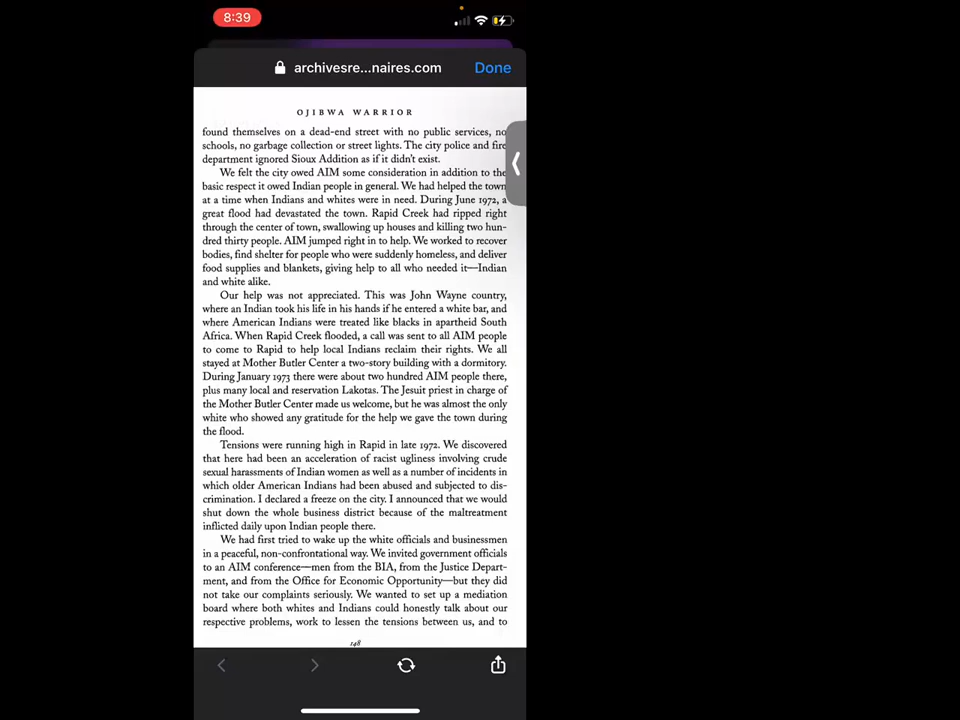 8:39
archivesre...naires.com
Done
OJIBWA WARRIOR
found themselves on a dead-end street with no public services, no
schools, no garbage collection or street lights. The city police and fire
department ignored Sioux Addition as if it didn't exist.
We felt the city owed AIM some consideration in addition to the
basic respect it owed Indian people in general. We had helped the town
at a time when Indians and whites were in need. During June 1972, a
great flood had devastated the town. Rapid Creek had ripped right
through the center of town, swallowing up houses and killing two hun-
dred thirty people. AIM jumped right in to help. We worked to recover
bodies, find shelter for people who were suddenly homeless, and deliver
food supplies and blankets, giving help to all who needed it—Indian
and white alike.
Our help was not appreciated. This was John Wayne country,
where an Indian took his life in his hands if he entered a white bar, and
where American Indians were treated like blacks in apartheid South
Africa. When Rapid Creek flooded, a call was sent to all AIM people
to come to Rapid to help local Indians reclaim their rights. We all
stayed at Mother Butler Center a two-story building with a dormitory.
During January 1973 there were about two hundred AIM people there,
plus many local and reservation Lakotas. The Jesuit priest in charge of
the Mother Butler Center made us welcome, but he was almost the only
white who showed any gratitude for the help we gave the town during
the flood.
Tensions were running high in Rapid in late 1972. We discovered
that here had been an acceleration of racist ugliness involving crude
sexual harassments of Indian women as well as a number of incidents in
which older American Indians had been abused and subjected to dis-
crimination. I declared a freeze on the city. I announced that we would
shut down the whole business district because of the maltreatment
inflicted daily upon Indian people there.
We had first tried to wake up the white officials and businessmen
in a peaceful, non-confrontational way. We invited government officials
to an AIM conference—men from the BIA, from the Justice Depart-
ment, and from the Office for Economic Opportunity—but they did
not take our complaints seriously. We wanted to set up a mediation
board where both whites and Indians could honestly talk about our
respective problems, work to lessen the tensions between us, and to
148